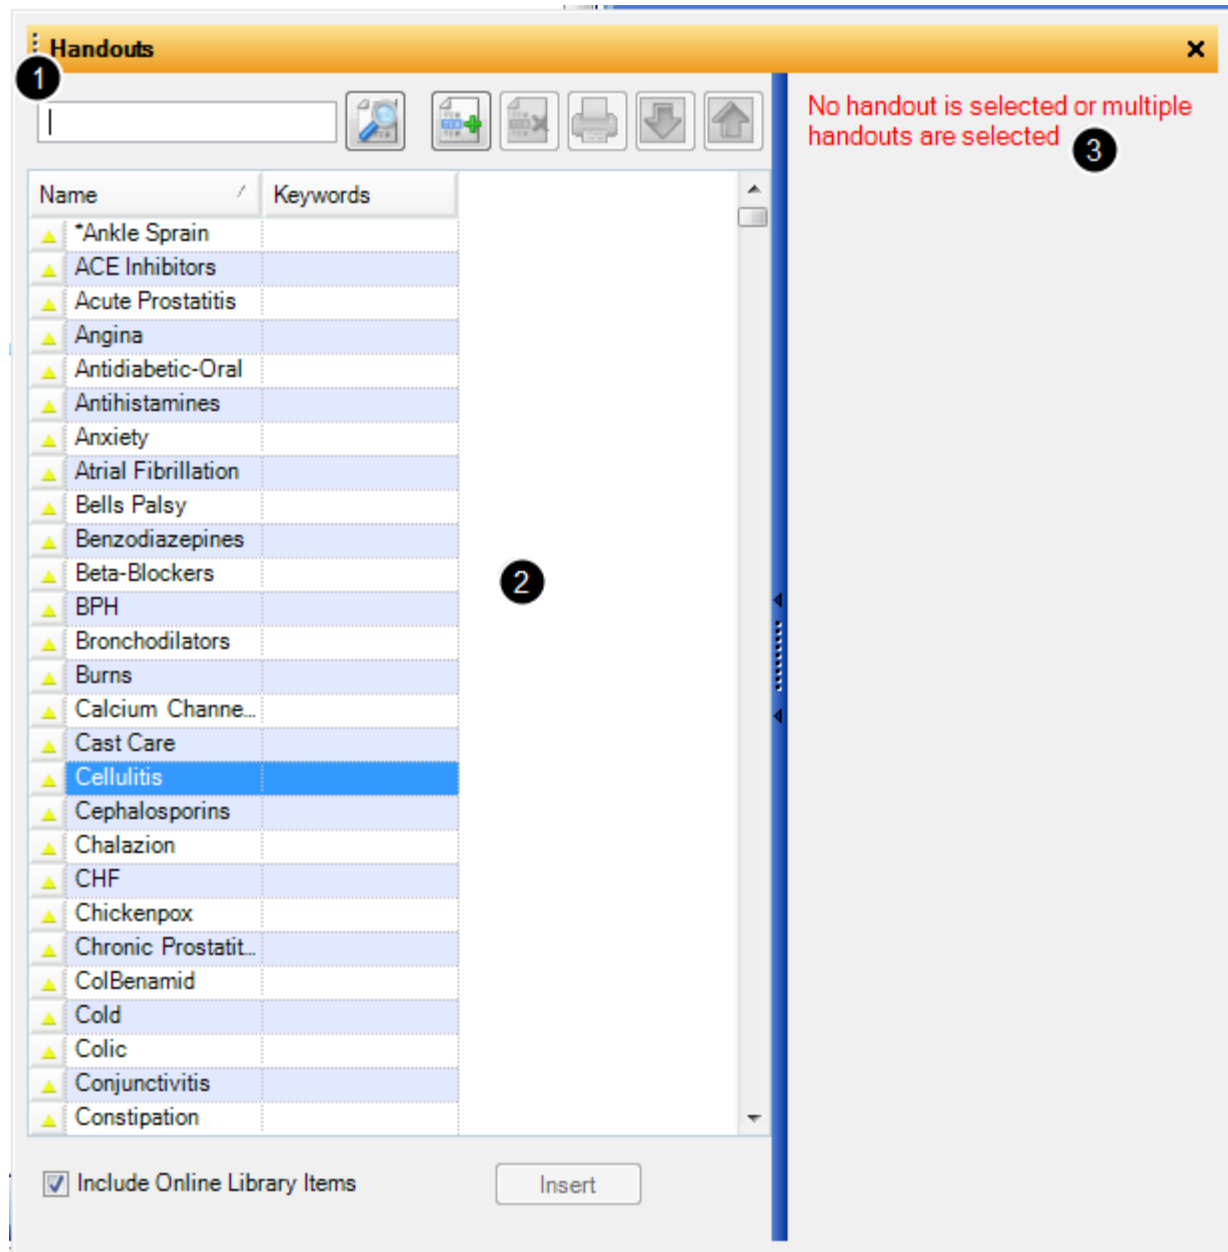 Handouts
1
No handout is selected or multiple
handouts are selected
3
Name
Keywords
*Ankle Sprain
ACE Inhibitors
Acute Prostatitis
Angina
Antidiabetic-Oral
Antihistamines
Anxiety
Atrial Fibrillation
Bells Palsy
Benzodiazepines
Beta-Blockers
2
BPH
Bronchodilators
Burns
Calcium Channe...
Cast Care
Cellulitis
Cephalosporins
Chalazion
CHF
Chickenpox
Chronic Prostatit...
ColBenamid
Cold
Colic
Conjunctivitis
Constipation
Include Online Library Items
Insert